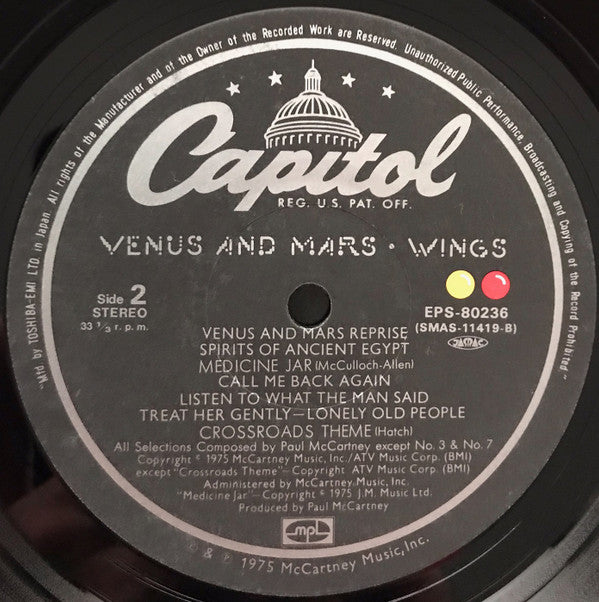 "Mfd by TOSHIBA-EMI LTD. in Japan. All rights of the Manufacturer and of the Owner of the Recorded Work are Reserved. Unauthorized Public Performance, Broadcasting and Copying of the Record Prohibited"
Capitol
REG. U.S. PAT. OFF.
VENUS AND MARS • WINGS
Side 2
STEREO
33 1/3 r.p.m.
EPS-80236
(SMAS-11419-B)
JASRAC
VENUS AND MARS REPRISE
SPIRITS OF ANCIENT EGYPT
MEDICINE JAR (McCulloch-Allen)
CALL ME BACK AGAIN
LISTEN TO WHAT THE MAN SAID
TREAT HER GENTLY—LONELY OLD PEOPLE
CROSSROADS THEME (Hatch)
All Selections Composed by Paul McCartney except No. 3 & No. 7
Copyright © 1975 McCartney Music, Inc./ATV Music Corp. (BMI)
except "Crossroads Theme"—Copyright ATV Music Corp. (BMI)
Administered by McCartney Music, Inc.
"Medicine Jar"—Copyright © 1975 J.M. Music Ltd.
Produced by Paul McCartney
mpl
© & ℗ 1975 McCartney Music, Inc.